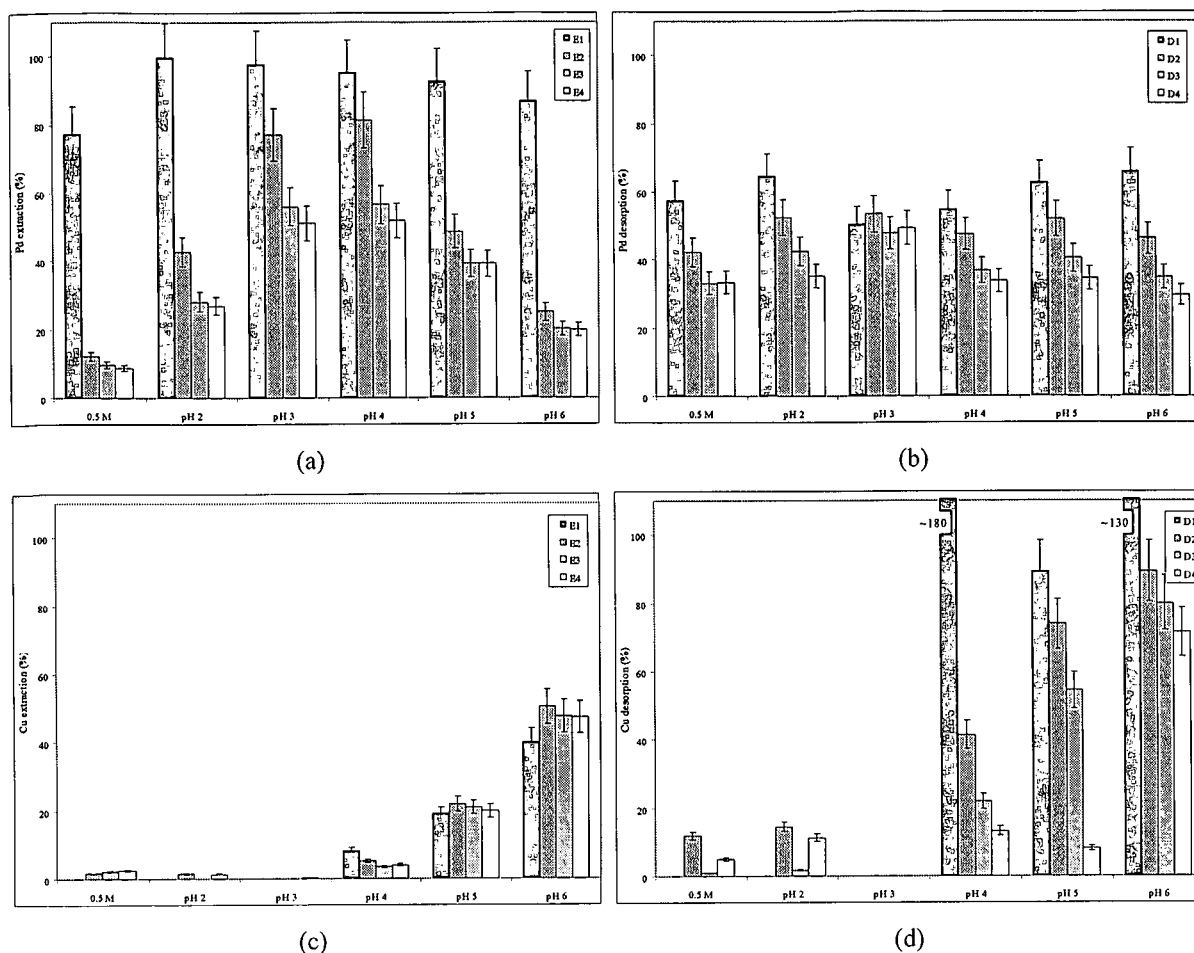 E1
E2
E3
E4
Pd extraction (%)
100
80
60
40
20
0
0.5 M pH 2 pH 3 pH 4 pH 5 pH 6
(a)
D1
D2
D3
D4
Pd desorption (%)
100
80
60
40
20
0
0.5 M pH 2 pH 3 pH 4 pH 5 pH 6
(b)
E1
E2
E3
E4
Cu extraction (%)
100
80
60
40
20
0
0.5 M pH 2 pH 3 pH 4 pH 5 pH 6
(c)
~180
~130
D1
D2
D3
D4
Cu desorption (%)
100
80
60
40
20
0
0.5 M pH 2 pH 3 pH 4 pH 5 pH 6
(d)